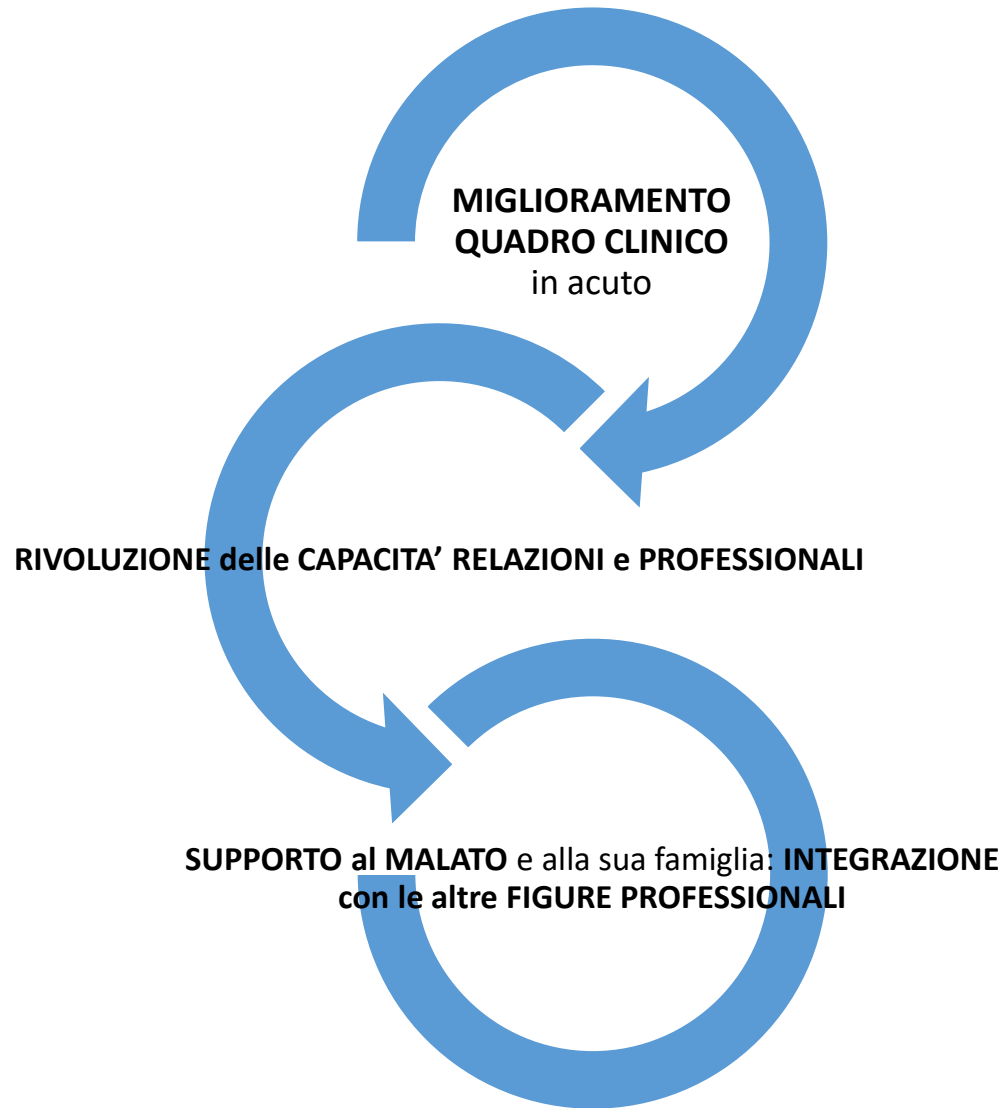 MIGLIORAMENTO
QUADRO CLINICO
in acuto
RIVOLUZIONE delle CAPACITA’ RELAZIONI e PROFESSIONALI
SUPPORTO al MALATO e alla sua famiglia: INTEGRAZIONE
con le altre FIGURE PROFESSIONALI